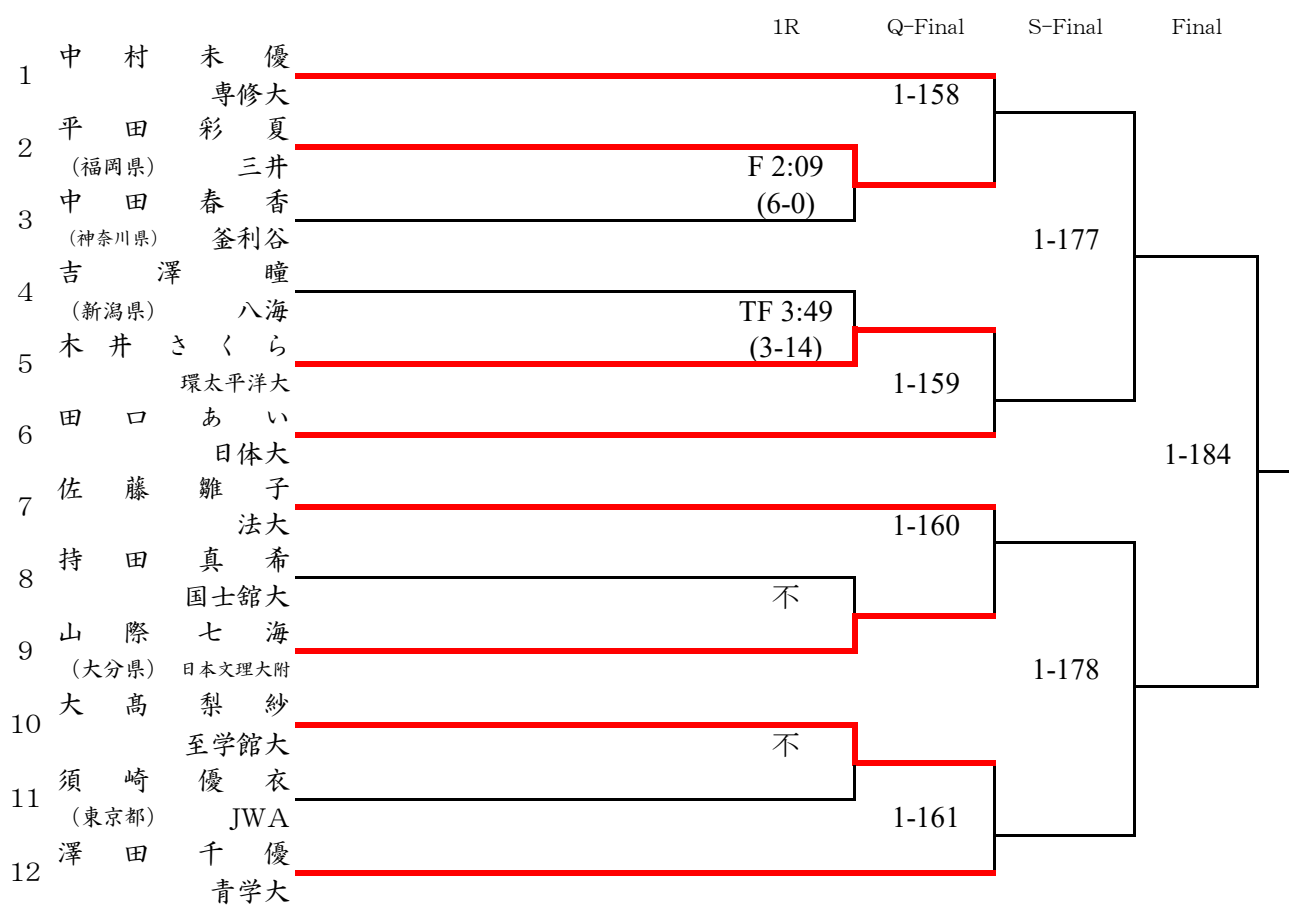 1R Q-Final S-Final Final
中村未優
1
専修大
1-158
平田彩夏
2
（福岡県） 三井
F 2:09
中田春香
(6-0)
3
（神奈川県） 釜利谷
1-177
吉澤瞳
4
（新潟県） 八海
TF 3:49
木井さくら
(3-14)
5
環太平洋大
1-159
田口あい
6
日体大
1-184
佐藤雛子
7
法大
1-160
持田真希
8
国士舘大
不
山際七海
9
（大分県） 日本文理大附
1-178
大髙梨紗
10
至学館大
不
須崎優衣
11
（東京都） JWA
1-161
澤田千優
12
青学大